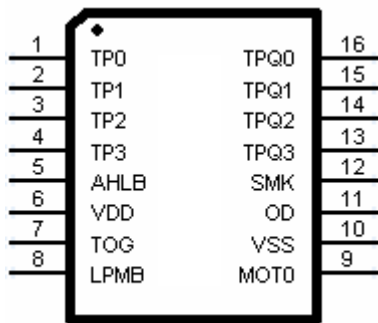 1 TP0 TPQ0 16
2 TP1 TPQ1 15
3 TP2 TPQ2 14
4 TP3 TPQ3 13
5 AHLB SMK 12
6 VDD OD 11
7 TOG VSS 10
8 LPMB MOT0 9